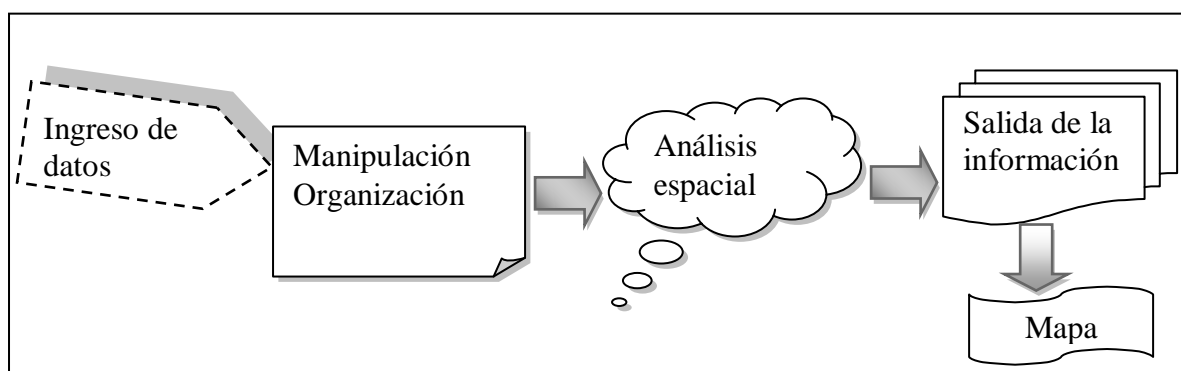 Ingreso de
datos
Manipulación
Organización
Análisis
espacial
Salida de la
información
Mapa